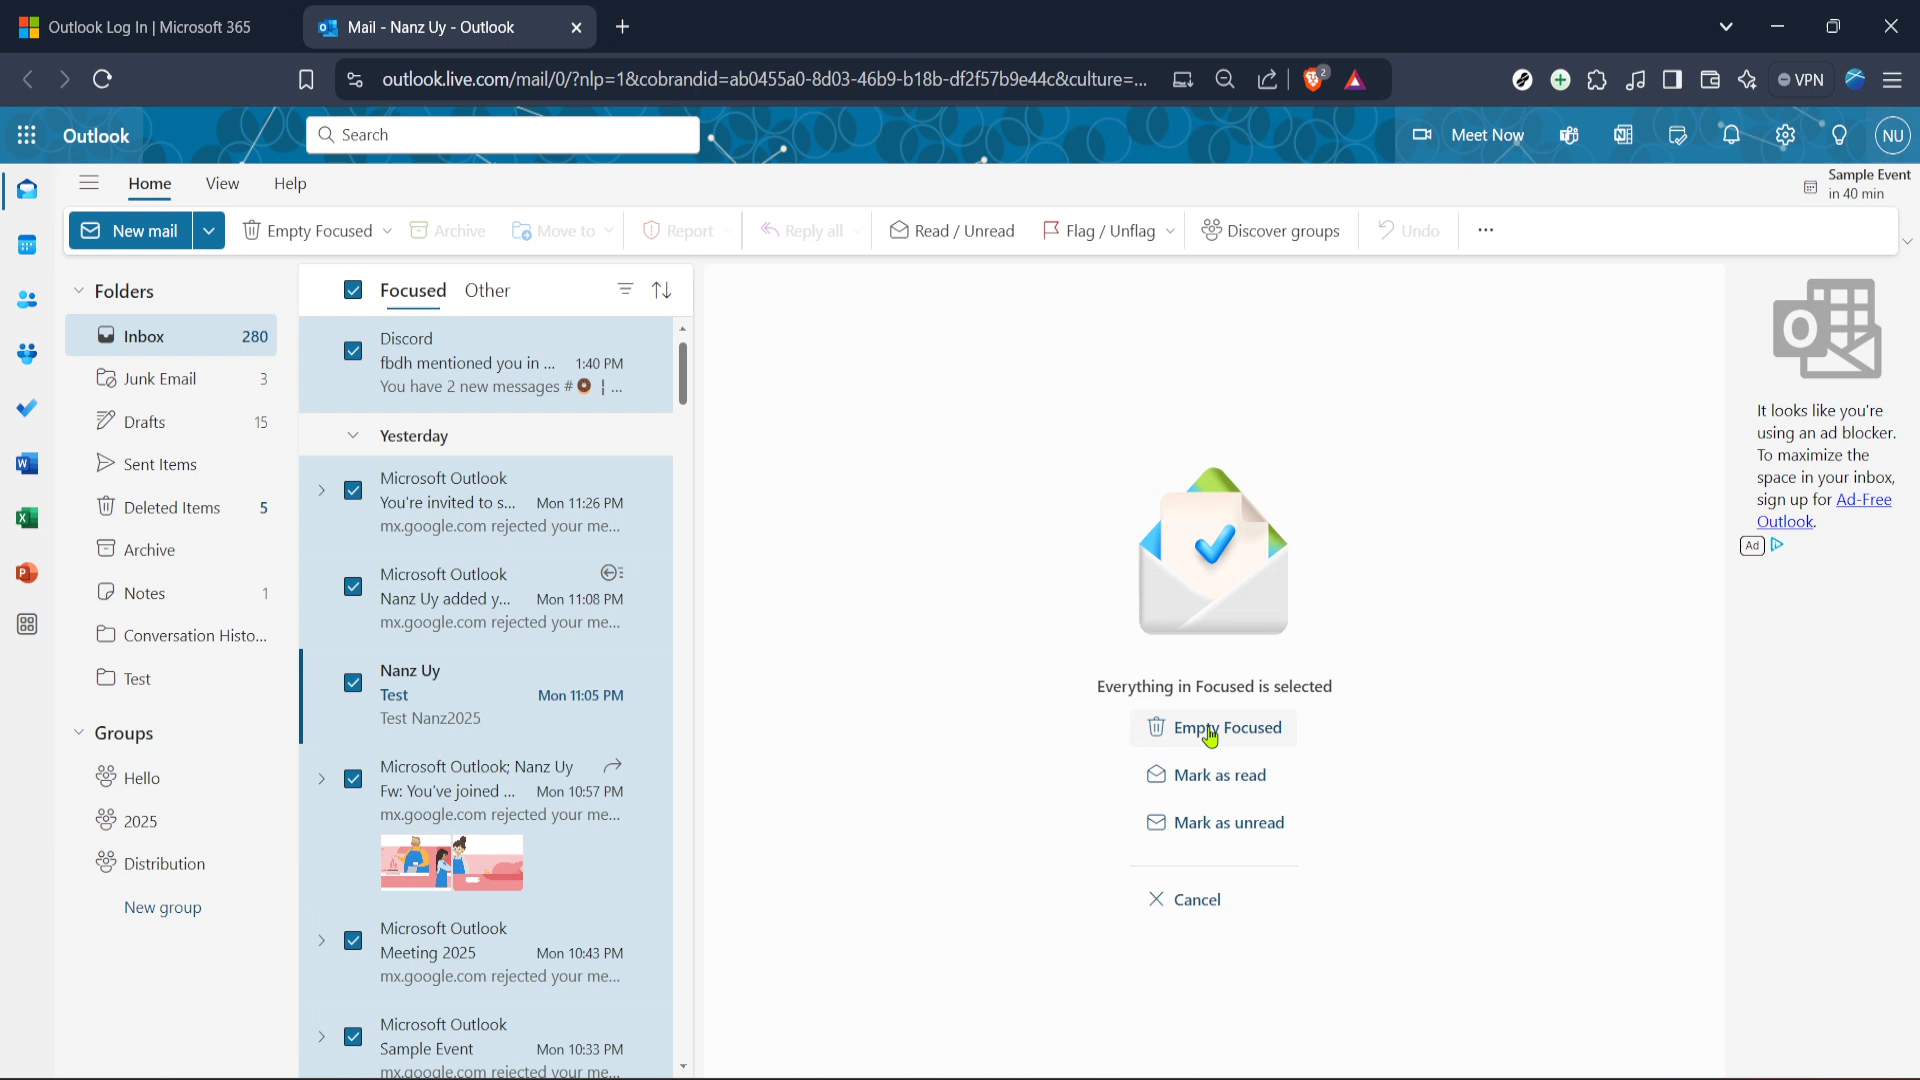 Outlook Log In | Microsoft 365
Mail - Nanz Uy - Outlook
outlook.live.com/mail/0/?nlp=1&cobrandid=ab0455a0-8d03-46b9-b18b-df2f57b9e44c&culture=...
2
VPN
Outlook
Search
Meet Now
NU
Home
View
Help
Sample Event
in 40 min
New mail
Empty Focused
Archive
Move to
Report
Reply all
Read / Unread
Flag / Unflag
Discover groups
Undo
Folders
Inbox 280
Junk Email 3
Drafts 15
Sent Items
Deleted Items 5
Archive
Notes 1
Conversation Histo...
Test
Groups
Hello
2025
Distribution
New group
Focused
Other
Discord
fbdh mentioned you in ... 1:40 PM
You have 2 new messages # ¦ ...
Yesterday
Microsoft Outlook
You're invited to s... Mon 11:26 PM
mx.google.com rejected your me...
Microsoft Outlook
Nanz Uy added y... Mon 11:08 PM
mx.google.com rejected your me...
Nanz Uy
Test Mon 11:05 PM
Test Nanz2025
Microsoft Outlook; Nanz Uy
Fw: You've joined ... Mon 10:57 PM
mx.google.com rejected your me...
Microsoft Outlook
Meeting 2025 Mon 10:43 PM
mx.google.com rejected your me...
Microsoft Outlook
Sample Event Mon 10:33 PM
mx.google.com rejected your me...
Everything in Focused is selected
Empty Focused
Mark as read
Mark as unread
Cancel
It looks like you're
using an ad blocker.
To maximize the
space in your inbox,
sign up for Ad-Free
Outlook.
Ad